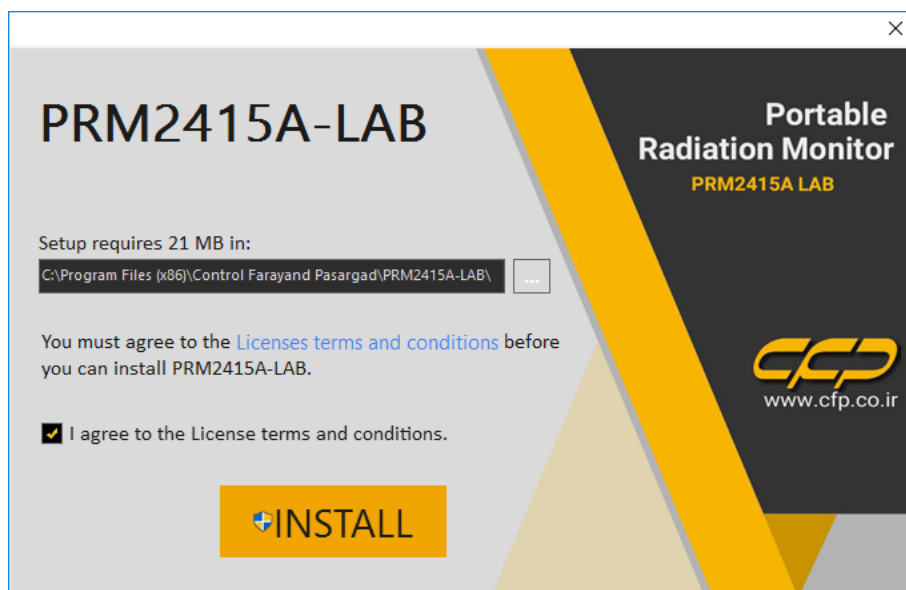 PRM2415A-LAB
Setup requires 21 MB in:
C:\Program Files (x86)\Control Farayand Pasargad\PRM2415A-LAB\
...
You must agree to the Licenses terms and conditions before
you can install PRM2415A-LAB.
I agree to the License terms and conditions.
INSTALL
Portable
Radiation Monitor
PRM2415A LAB
cfp
www.cfp.co.ir